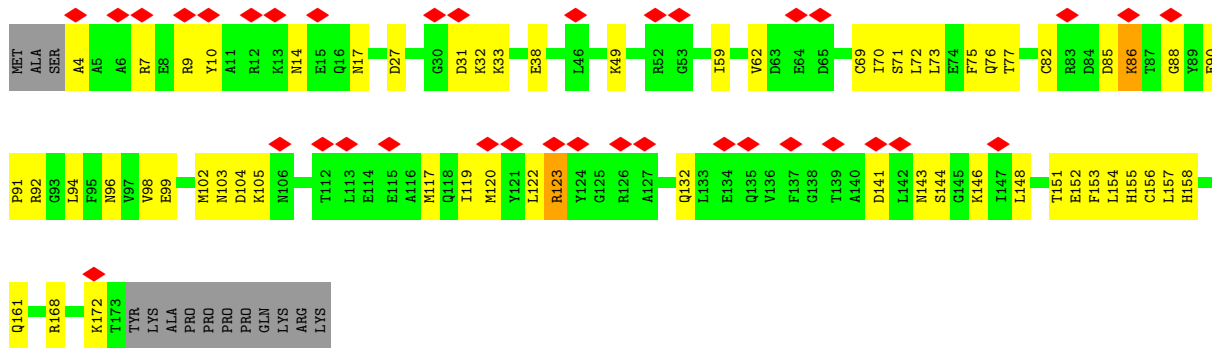 MET ALA SER A4 A5 A6 R7 E8 R9 Y10 A11 R12 K13 N14 E15 Q16 N17 D27 G30 D31 K32 K33 E38 L46 K49 R52 G53 I59 V62 D63 E64 D65 C69 I70 S71 L72 L73 E74 F75 Q76 T77 C82 R83 D84 D85 K86 T87 G88 Y89
P91 R92 G93 L94 F95 N96 V97 V98 E99 M102 N103 D104 K105 N106 T112 L113 E114 E115 A116 M117 Q118 I119 M120 Y121 L122 R123 Y124 G125 R126 A127 Q132 L133 E134 Q135 V136 F137 G138 T139 A140 D141 L142 N143 S144 G145 K146 I147 L148 T151 E152 F153 L154 H155 C156 L157 H158
Q161 R168 K172 T173 TYR LYS ALA PRO PRO PRO PRO GLN LYS ARG LYS